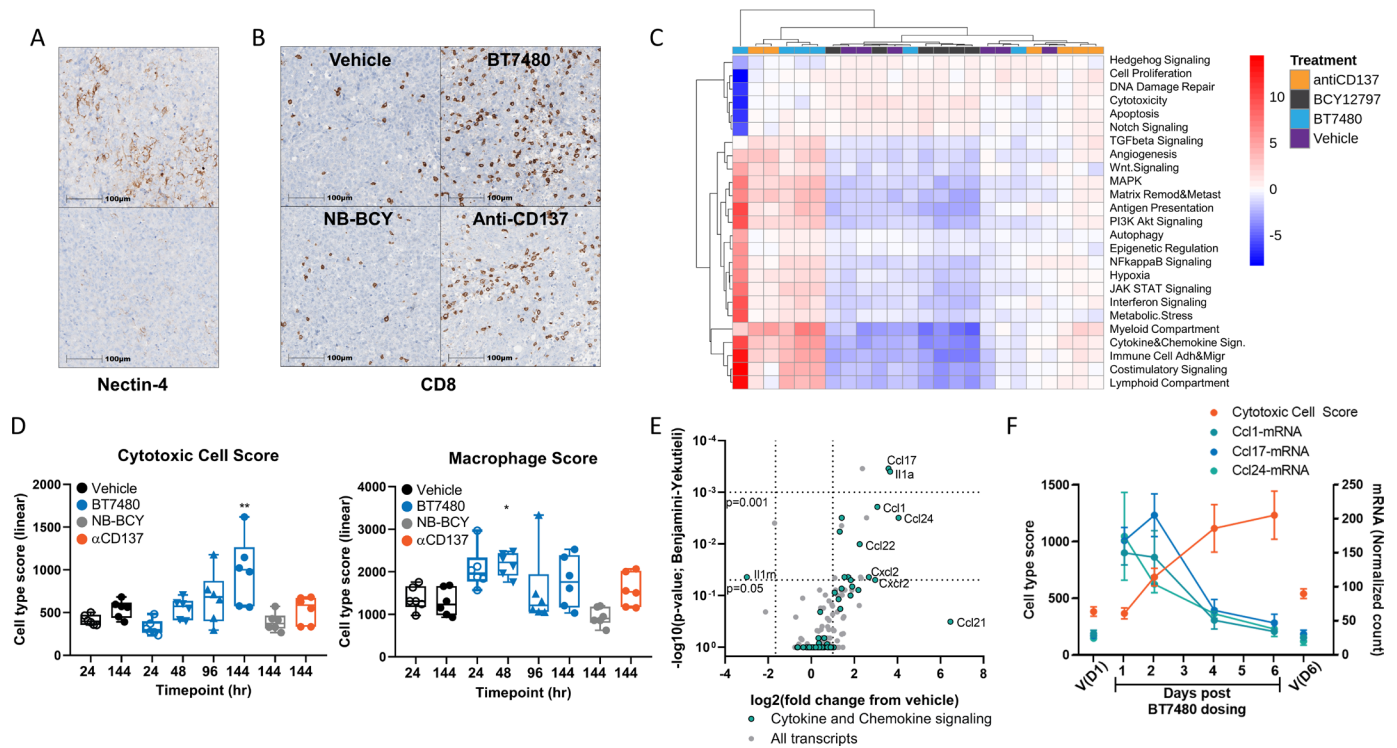 A
100µm
100µm
Nectin-4
B
Vehicle
BT7480
100µm
100µm
NB-BCY
Anti-CD137
100µm
100µm
CD8
C
Hedgehog Signaling
Cell Proliferation
DNA Damage Repair
Cytotoxicity
Apoptosis
Notch Signaling
TGFbeta Signaling
Angiogenesis
Wnt.Signaling
MAPK
Matrix Remod&Metast
Antigen Presentation
PI3K Akt Signaling
Autophagy
Epigenetic Regulation
NFkappaB Signaling
Hypoxia
JAK STAT Signaling
Interferon Signaling
Metabolic.Stress
Myeloid Compartment
Cytokine&Chemokine Sign.
Immune Cell Adh&Migr
Costimulatory Signaling
Lymphoid Compartment
10
5
0
-5
Treatment
antiCD137
BCY12797
BT7480
Vehicle
D
Cytotoxic Cell Score
Cell type score (linear)
2000
1500
1000
500
0
Vehicle
BT7480
NB-BCY
αCD137
**
24 144 24 48 96 144 144 144
Timepoint (hr)
Macrophage Score
Cell type score (linear)
4000
3000
2000
1000
0
Vehicle
BT7480
NB-BCY
αCD137
*
24 144 24 48 96 144 144 144
Timepoint (hr)
E
-log10(p-value; Benjamini-Yekutieli)
10⁻⁴
10⁻³
10⁻²
10⁻¹
10⁰
p=0.001
p=0.05
Ccl17
Il1a
Ccl1
Ccl24
Ccl22
Il1rn
Cxcl2
Cxcr2
Ccl21
-4 -2 0 2 4 6 8
log2(fold change from vehicle)
Cytokine and Chemokine signaling
All transcripts
F
Cytotoxic Cell Score
Ccl1-mRNA
Ccl17-mRNA
Ccl24-mRNA
Cell type score
1500
1000
500
0
250
200
150
100
50
0
mRNA (Normalized count)
V(D1) 1 2 3 4 5 6 V(D6)
Days post
BT7480 dosing